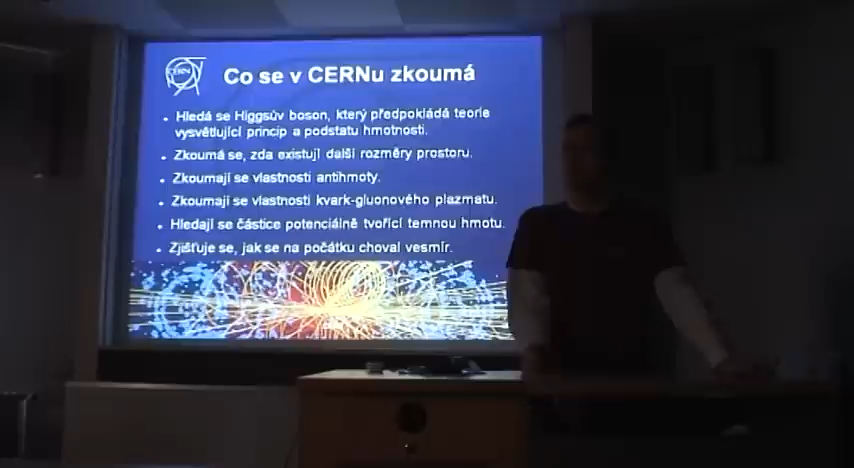 CERN
Co se v CERNu zkoumá
• Hledá se Higgsův boson, který předpokládá teorie
vysvětlující princip a podstatu hmotnosti.
• Zkoumá se, zda existují další rozměry prostoru.
• Zkoumají se vlastnosti antihmoty.
• Zkoumají se vlastnosti kvark-gluonového plazmatu.
• Hledají se částice potenciálně tvořící temnou hmotu.
• Zjišťuje se, jak se na počátku choval vesmír.